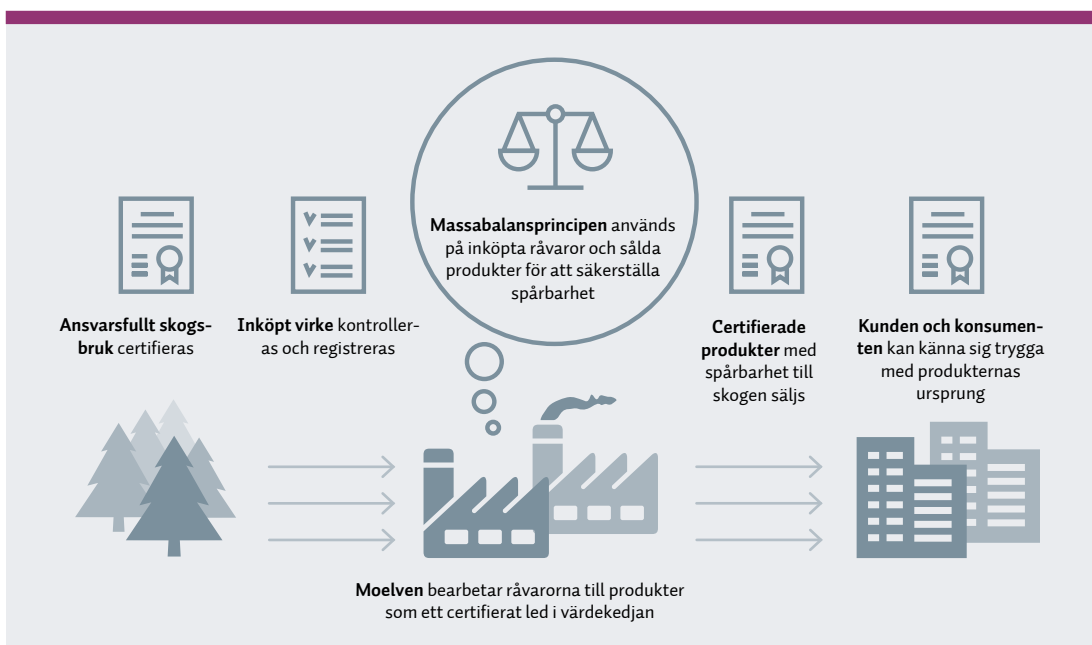 Ansvarsfullt skogs-
bruk certifieras
Inköpt virke kontroller-
as och registreras
Massabalansprincipen används
på inköpta råvaror och sålda
produkter för att säkerställa
spårbarhet
Certifierade
produkter med
spårbarhet till
skogen säljs
Kunden och konsumen-
ten kan känna sig trygga
med produkternas
ursprung
Moelven bearbetar råvarorna till produkter
som ett certifierat led i värdekedjan